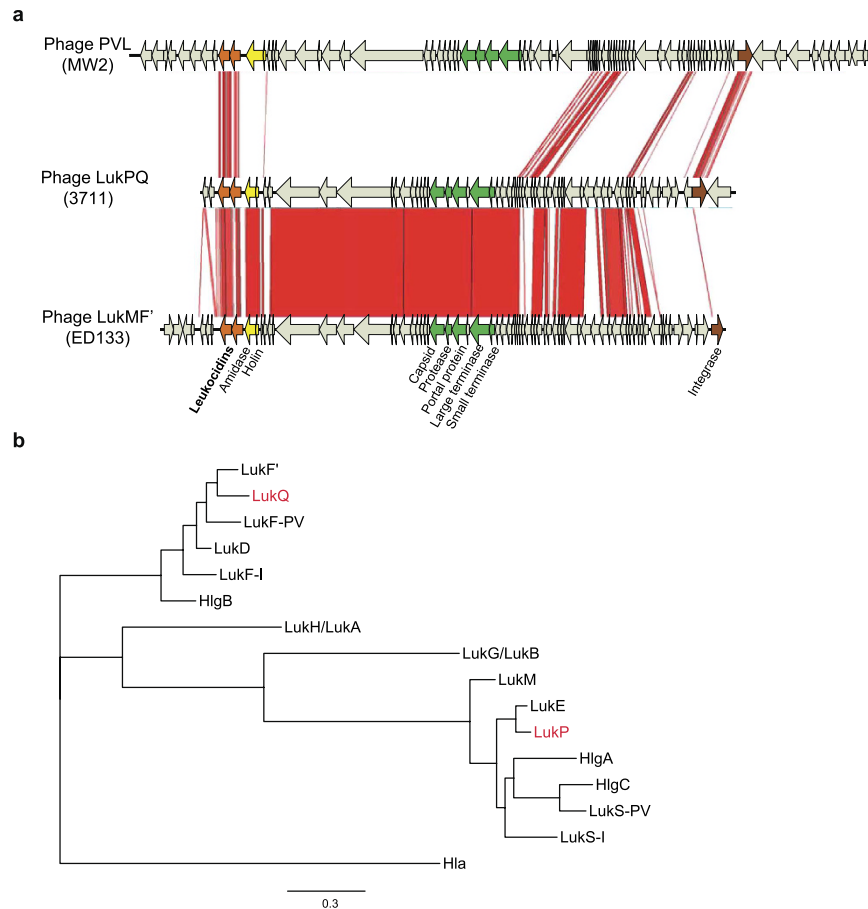 a
Phage PVL
(MW2)
Phage LukPQ
(3711)
Phage LukMF'
(ED133)
Leukocidins
Amidase
Holin
Capsid
Protease
Portal protein
Large terminase
Small terminase
Integrase
b
LukF'
LukQ
LukF-PV
LukD
LukF-I
HlgB
LukH/LukA
LukG/LukB
LukM
LukE
LukP
HlgA
HlgC
LukS-PV
LukS-I
Hla
0.3